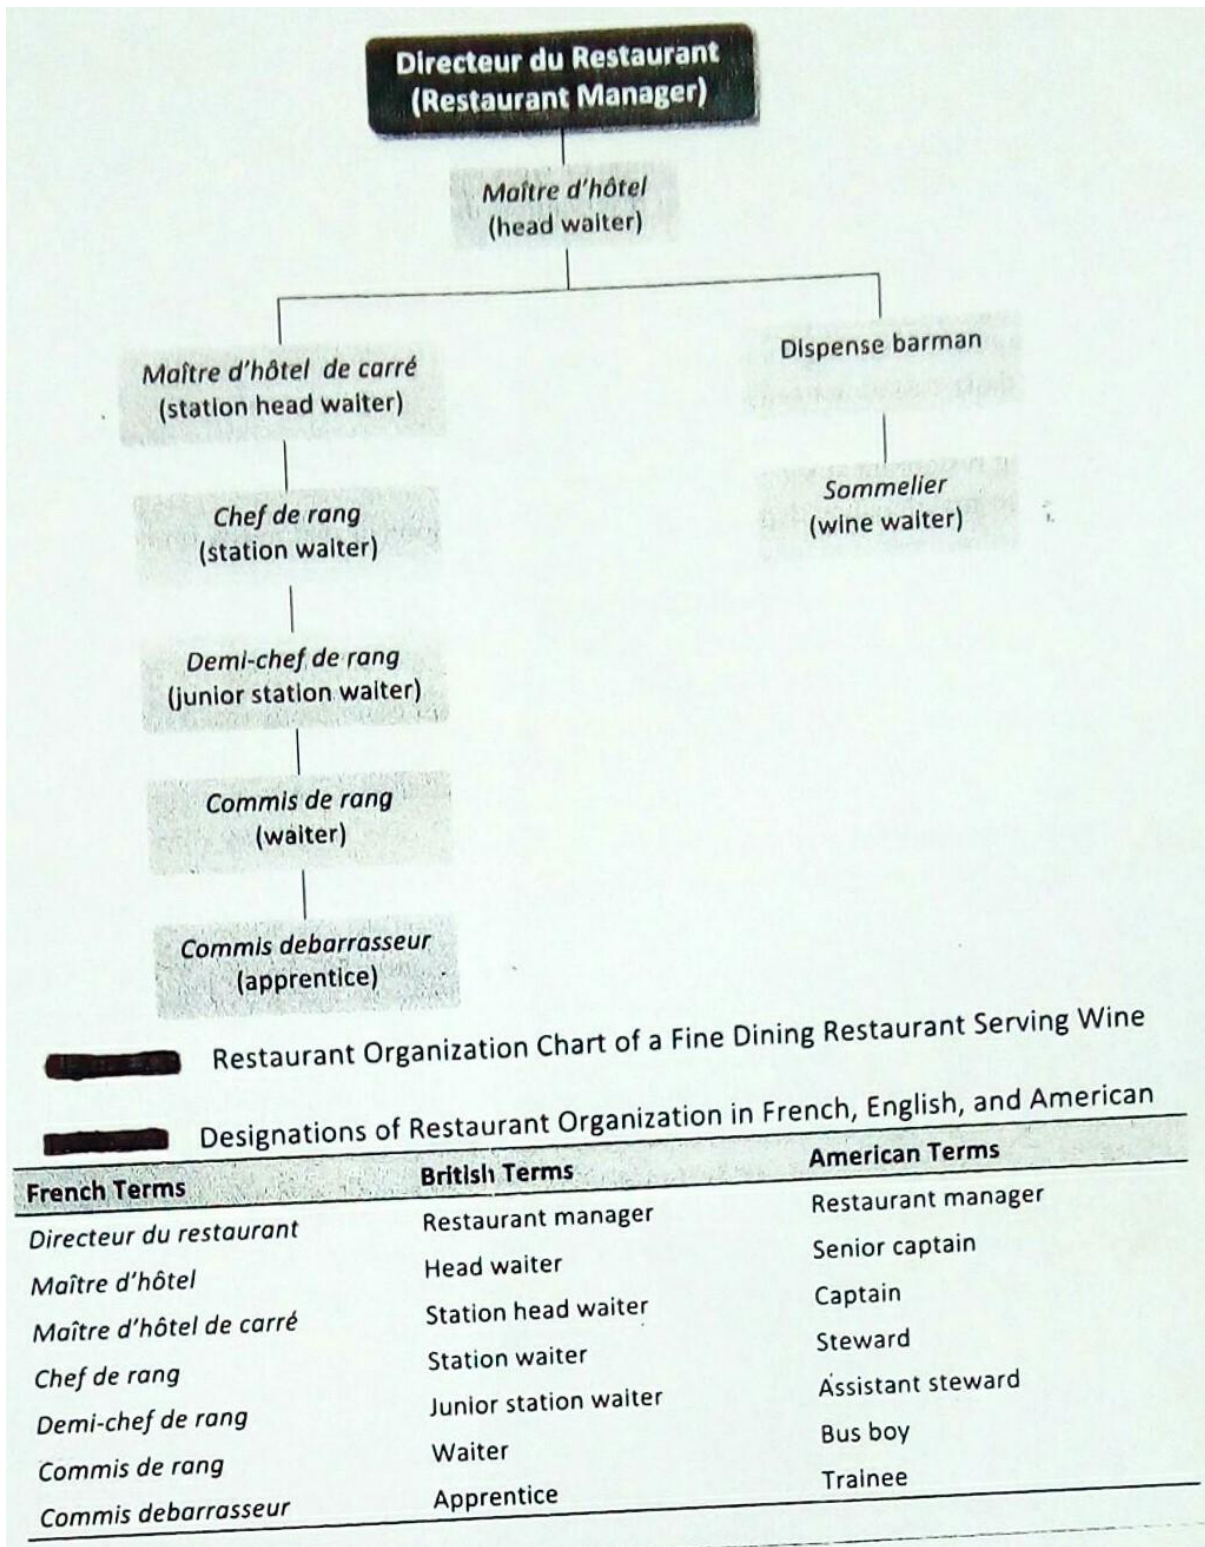 Directeur du Restaurant
(Restaurant Manager)
Maître d'hôtel
(head waiter)
Maître d'hôtel de carré
(station head waiter)
Dispense barman
Chef de rang
(station waiter)
Sommelier
(wine waiter)
Demi-chef de rang
(junior station waiter)
Commis de rang
(waiter)
Commis debarrasseur
(apprentice)
Restaurant Organization Chart of a Fine Dining Restaurant Serving Wine
Designations of Restaurant Organization in French, English, and American
French Terms British Terms American Terms
Directeur du restaurant Restaurant manager Restaurant manager
Maître d'hôtel Head waiter Senior captain
Maître d'hôtel de carré Station head waiter Captain
Chef de rang Station waiter Steward
Demi-chef de rang Junior station waiter Assistant steward
Commis de rang Waiter Bus boy
Commis debarrasseur Apprentice Trainee